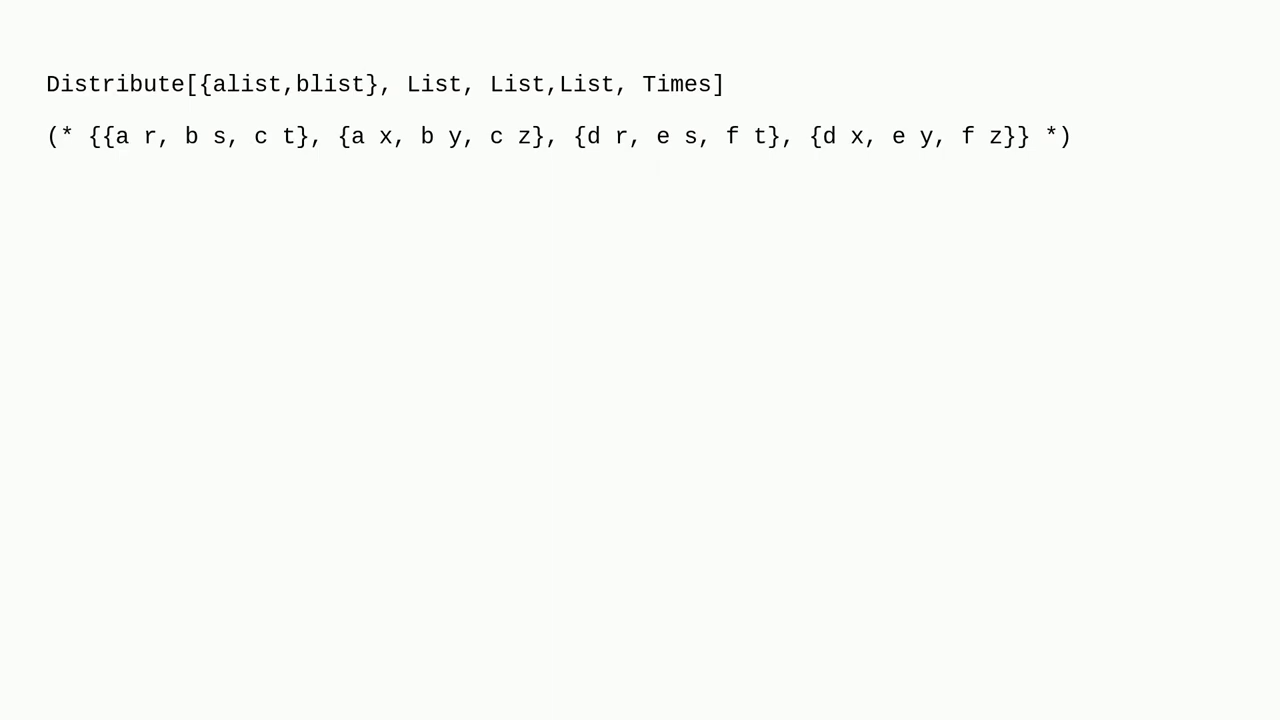 Distribute[{alist,blist}, List, List,List, Times]
(* {{a r, b s, c t}, {a x, b y, c z}, {d r, e s, f t}, {d x, e y, f z}} *)